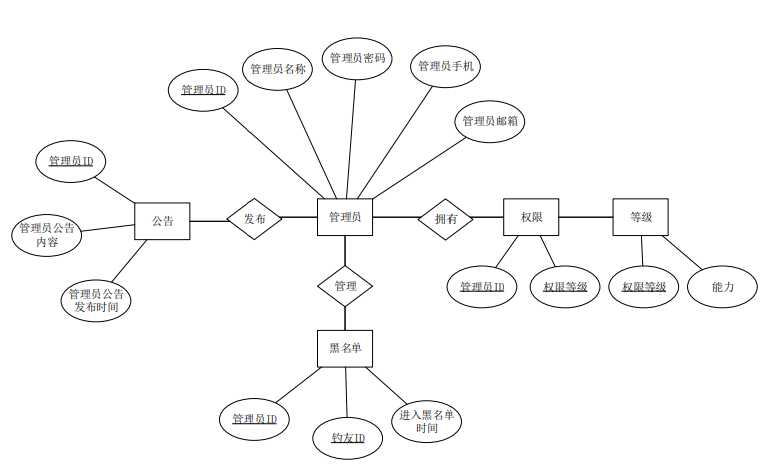 管理员ID
管理员名称
管理员密码
管理员手机
管理员邮箱
管理员ID
管理员公告
内容
管理员公告
发布时间
公告
发布
管理员
拥有
权限
等级
管理员ID
权限等级
权限等级
能力
管理
黑名单
管理员ID
钓友ID
进入黑名单
时间